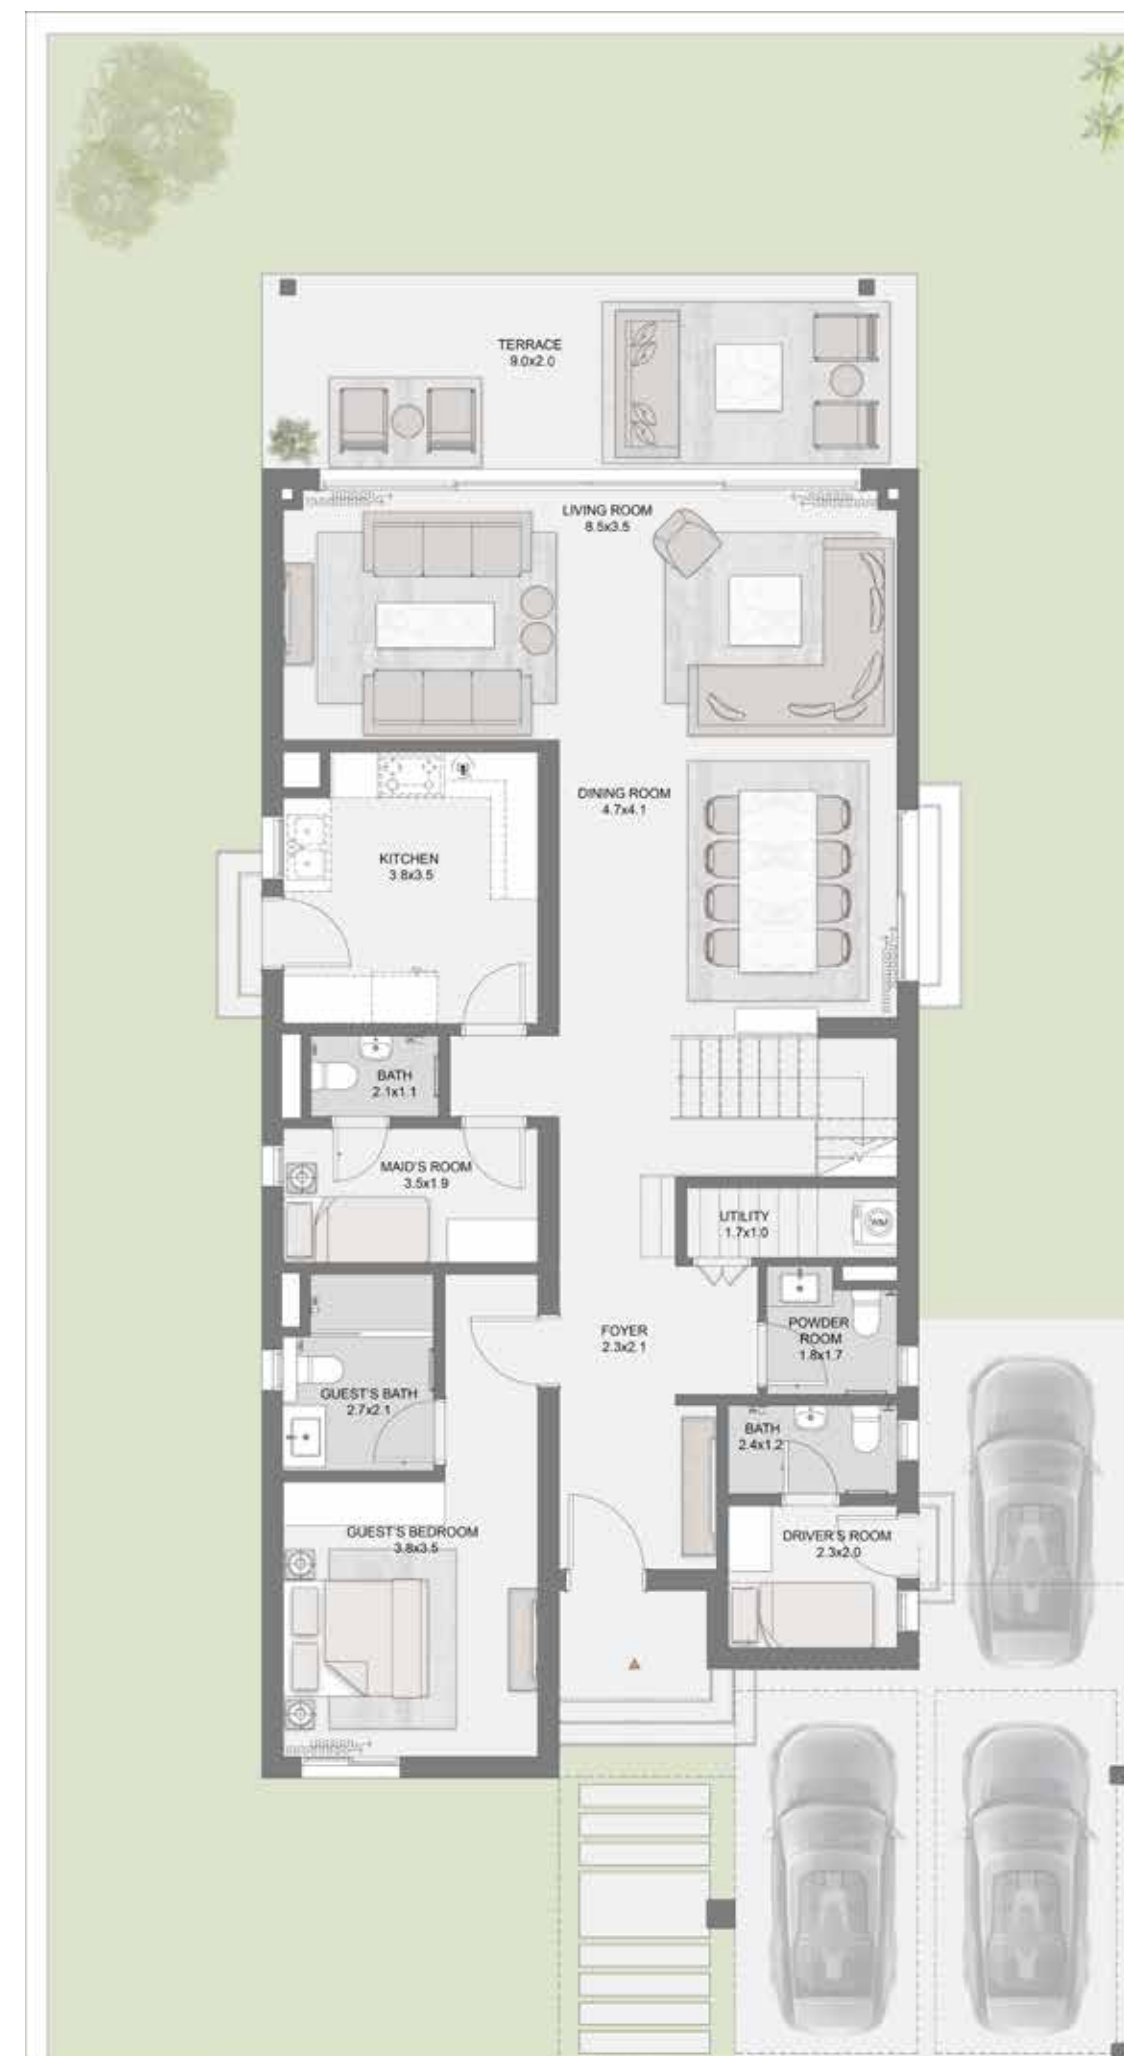 TERRACE
9.0x2.0
LIVING ROOM
8.5x3.5
DINING ROOM
4.7x4.1
KITCHEN
3.8x3.5
BATH
2.1x1.1
MAID'S ROOM
3.5x1.9
UTILITY
1.7x1.0
WM
FOYER
2.3x2.1
POWDER
ROOM
1.8x1.7
GUEST'S BATH
2.7x2.1
BATH
2.4x1.2
GUEST'S BEDROOM
3.8x3.5
DRIVER'S ROOM
2.3x2.0